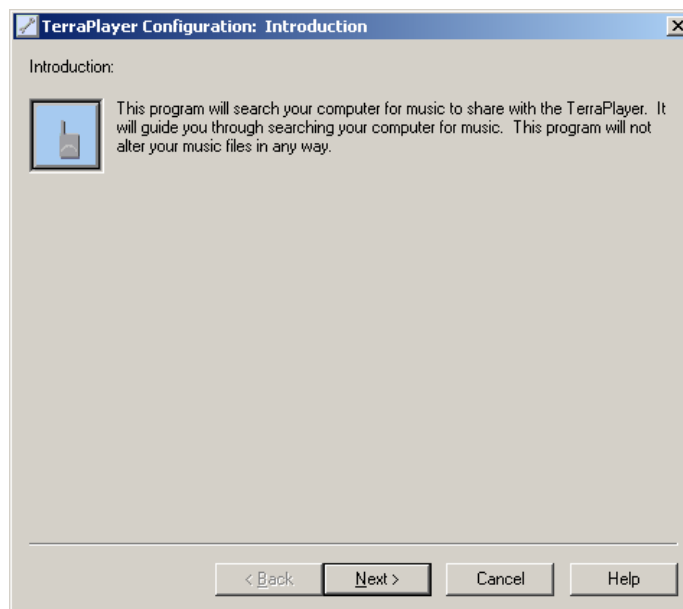 TerraPlayer Configuration: Introduction
Introduction:
This program will search your computer for music to share with the TerraPlayer. It
will guide you through searching your computer for music. This program will not
alter your music files in any way.
< Back Next > Cancel Help